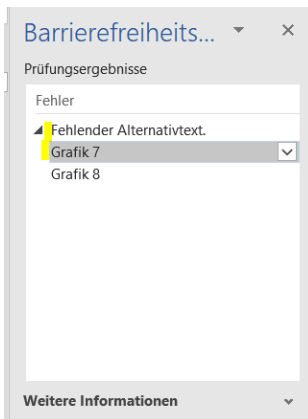 Barrierefreiheits...
Prüfungsergebnisse
Fehler
Fehlender Alternativtext.
Grafik 7
Grafik 8
Weitere Informationen